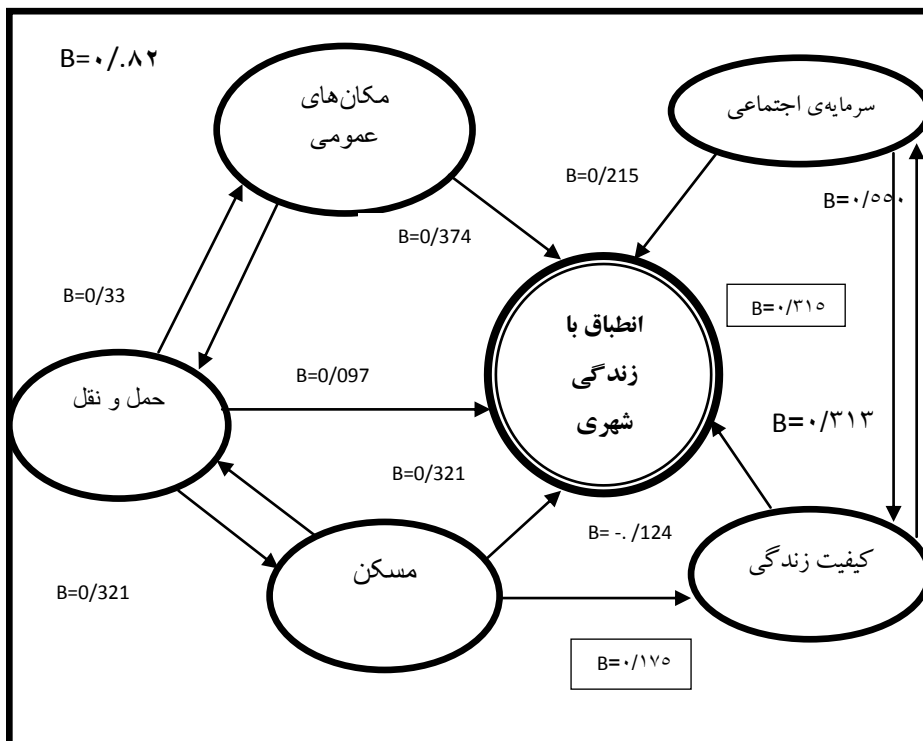 B=۰/.۸۲
مکان‌های
عمومی
سرمایه‌ی اجتماعی
B=0/215
B=۰/۵۵۰
B=0/374
B=0/33
B=۰/۳۱۵
انطباق با
زندگی
شهری
B=0/097
حمل و نقل
B=۰/۳۱۳
B=0/321
B= -. /124
کیفیت زندگی
مسکن
B=0/321
B=۰/۱۷۵